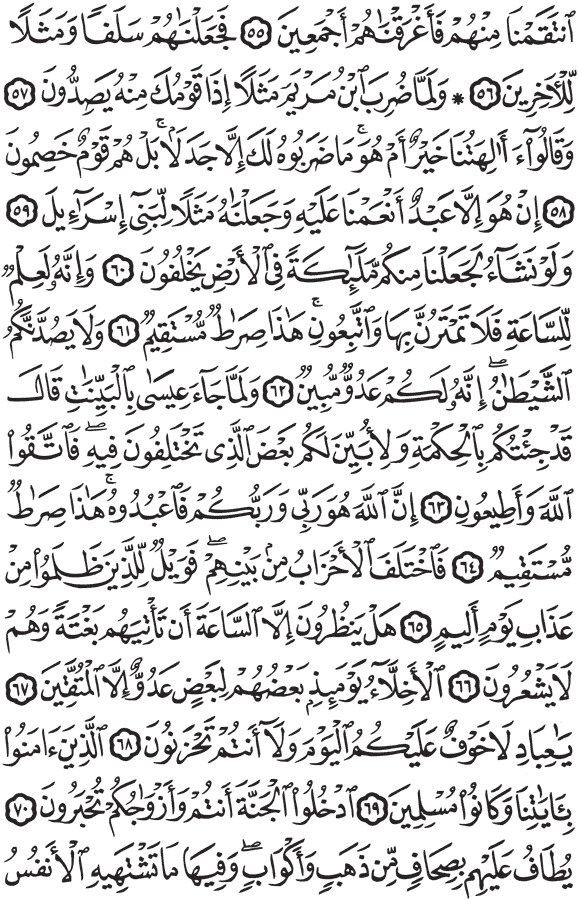 ٱنتَقَمۡنَا مِنۡهُمۡ فَأَغۡرَقۡنَٰهُمۡ أَجۡمَعِينَ ٥٥ فَجَعَلۡنَٰهُمۡ سَلَفٗا وَمَثَلٗا
لِّلۡأٓخِرِينَ ٥٦ * وَلَمَّا ضُرِبَ ٱبۡنُ مَرۡيَمَ مَثَلًا إِذَا قَوۡمُكَ مِنۡهُ يَصِدُّونَ ٥٧
وَقَالُوٓاْ ءَأَٰلِهَتُنَا خَيۡرٌ أَمۡ هُوَۚ مَا ضَرَبُوهُ لَكَ إِلَّا جَدَلَۢاۚ بَلۡ هُمۡ قَوۡمٌ خَصِمُونَ
٥٨ إِنۡ هُوَ إِلَّا عَبۡدٌ أَنۡعَمۡنَا عَلَيۡهِ وَجَعَلۡنَٰهُ مَثَلٗا لِّبَنِيٓ إِسۡرَٰٓءِيلَ ٥٩
وَلَوۡ نَشَآءُ لَجَعَلۡنَا مِنكُم مَّلَٰٓئِكَةٗ فِي ٱلۡأَرۡضِ يَخۡلُفُونَ ٦٠ وَإِنَّهُۥ لَعِلۡمٞ
لِّلسَّاعَةِ فَلَا تَمۡتَرُنَّ بِهَا وَٱتَّبِعُونِۚ هَٰذَا صِرَٰطٞ مُّسۡتَقِيمٞ ٦١ وَلَا يَصُدَّنَّكُمُ
ٱلشَّيۡطَٰنُۖ إِنَّهُۥ لَكُمۡ عَدُوّٞ مُّبِينٞ ٦٢ وَلَمَّا جَآءَ عِيسَىٰ بِٱلۡبَيِّنَٰتِ قَالَ
قَدۡ جِئۡتُكُم بِٱلۡحِكۡمَةِ وَلِأُبَيِّنَ لَكُم بَعۡضَ ٱلَّذِي تَخۡتَلِفُونَ فِيهِۖ فَٱتَّقُواْ
ٱللَّهَ وَأَطِيعُونِ ٦٣ إِنَّ ٱللَّهَ هُوَ رَبِّي وَرَبُّكُمۡ فَٱعۡبُدُوهُۚ هَٰذَا صِرَٰطٞ
مُّسۡتَقِيمٞ ٦٤ فَٱخۡتَلَفَ ٱلۡأَحۡزَابُ مِنۢ بَيۡنِهِمۡۖ فَوَيۡلٞ لِّلَّذِينَ ظَلَمُواْ مِنۡ
عَذَابِ يَوۡمٍ أَلِيمٍ ٦٥ هَلۡ يَنظُرُونَ إِلَّا ٱلسَّاعَةَ أَن تَأۡتِيَهُم بَغۡتَةٗ وَهُمۡ
لَا يَشۡعُرُونَ ٦٦ ٱلۡأَخِلَّآءُ يَوۡمَئِذِۭ بَعۡضُهُمۡ لِبَعۡضٍ عَدُوٌّ إِلَّا ٱلۡمُتَّقِينَ ٦٧
يَٰعِبَادِ لَا خَوۡفٌ عَلَيۡكُمُ ٱلۡيَوۡمَ وَلَآ أَنتُمۡ تَحۡزَنُونَ ٦٨ ٱلَّذِينَ ءَامَنُواْ
بِـَٔايَٰتِنَا وَكَانُواْ مُسۡلِمِينَ ٦٩ ٱدۡخُلُواْ ٱلۡجَنَّةَ أَنتُمۡ وَأَزۡوَٰجُكُمۡ تُحۡبَرُونَ ٧٠
يُطَافُ عَلَيۡهِم بِصِحَافٖ مِّن ذَهَبٖ وَأَكۡوَابٖۖ وَفِيهَا مَا تَشۡتَهِيهِ ٱلۡأَنفُسُ